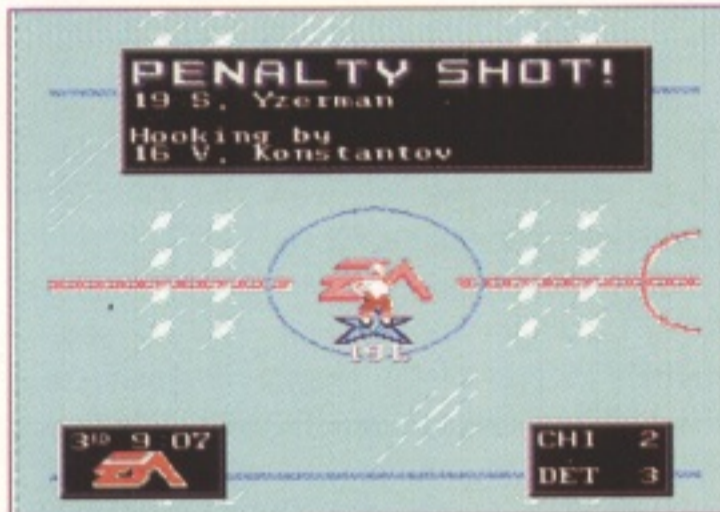 PENALTY SHOT!
19 S. Yzerman
Hooking by
16 V. Konstantov
EA
3RD 9:07
EA
CHI 2
DET 3